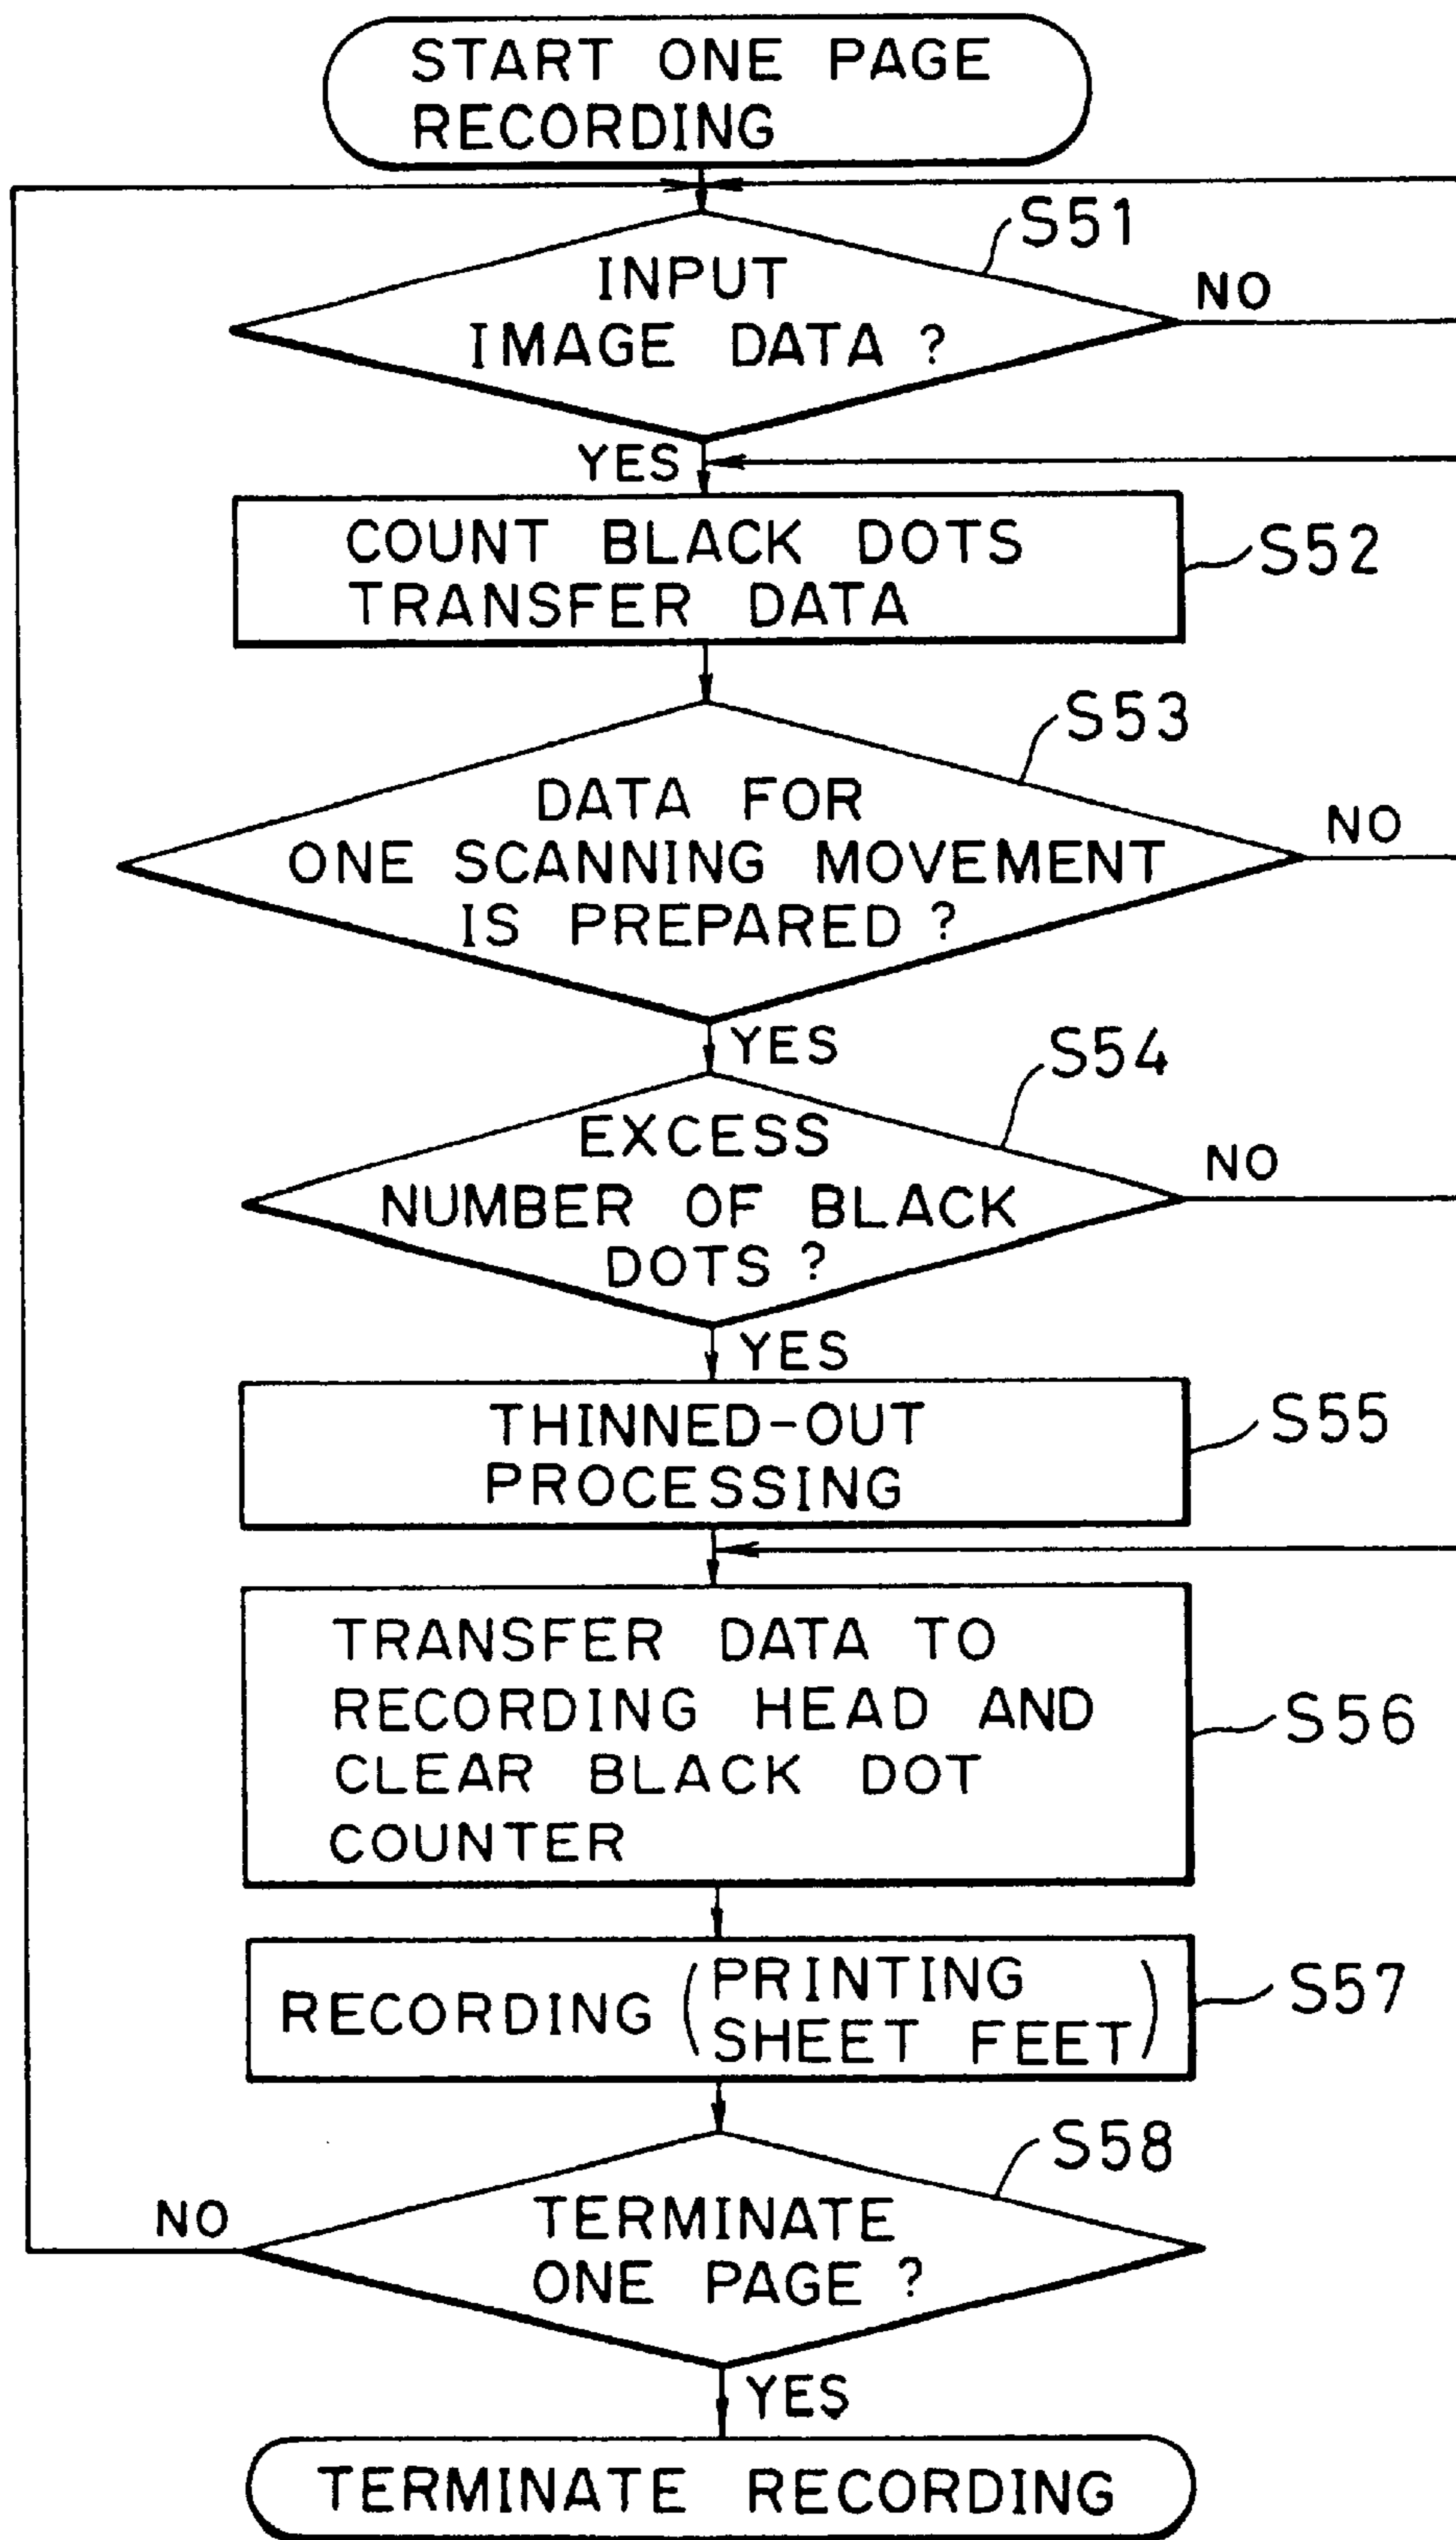 START ONE PAGE
RECORDING
S51
INPUT
IMAGE DATA ?
NO
YES
COUNT BLACK DOTS
TRANSFER DATA
S52
S53
DATA FOR
ONE SCANNING MOVEMENT
IS PREPARED ?
NO
YES
S54
EXCESS
NUMBER OF BLACK
DOTS ?
NO
YES
THINNED-OUT
PROCESSING
S55
TRANSFER DATA TO
RECORDING HEAD AND
CLEAR BLACK DOT
COUNTER
S56
RECORDING (PRINTING
SHEET FEET)
S57
S58
TERMINATE
ONE PAGE ?
NO
YES
TERMINATE RECORDING